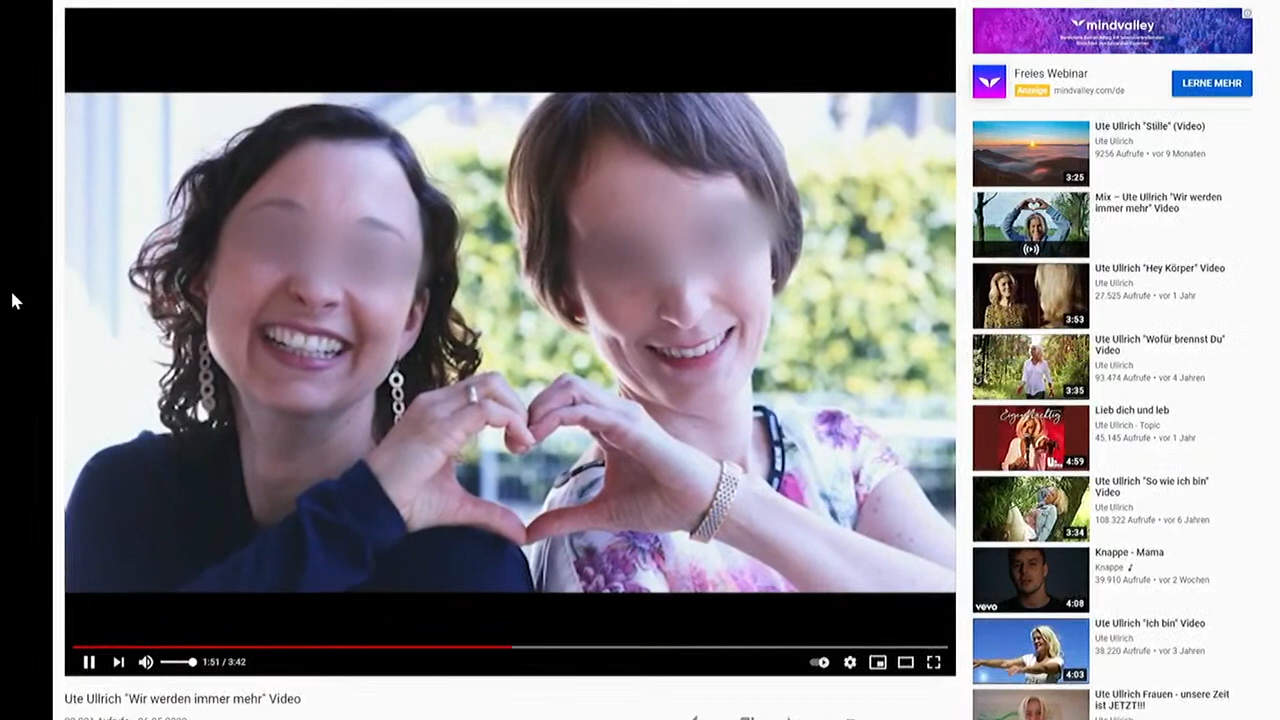 mindvalley
Freies Webinar
Anzeige mindvalley.com/de
LERNE MEHR
Ute Ullrich "Stille" (Video)
Ute Ullrich
9256 Aufrufe • vor 9 Monaten
3:25
Mix – Ute Ullrich "Wir werden
immer mehr" Video
Ute Ullrich "Hey Körper" Video
Ute Ullrich
27.525 Aufrufe • vor 1 Jahr
3:53
Ute Ullrich "Wofür brennst Du"
Video
Ute Ullrich
93.474 Aufrufe • vor 4 Jahren
3:35
Lieb dich und leb
Ute Ullrich - Topic
45.145 Aufrufe • vor 1 Jahr
4:59
Ute Ullrich "So wie ich bin"
Video
Ute Ullrich
108.322 Aufrufe • vor 6 Jahren
3:34
Knappe - Mama
Knappe
39.910 Aufrufe • vor 2 Wochen
vevo
4:08
Ute Ullrich "Ich bin" Video
Ute Ullrich
38.220 Aufrufe • vor 3 Jahren
4:03
Ute Ullrich Frauen - unsere Zeit
ist JETZT!!!
1:51 / 3:42
Ute Ullrich "Wir werden immer mehr" Video